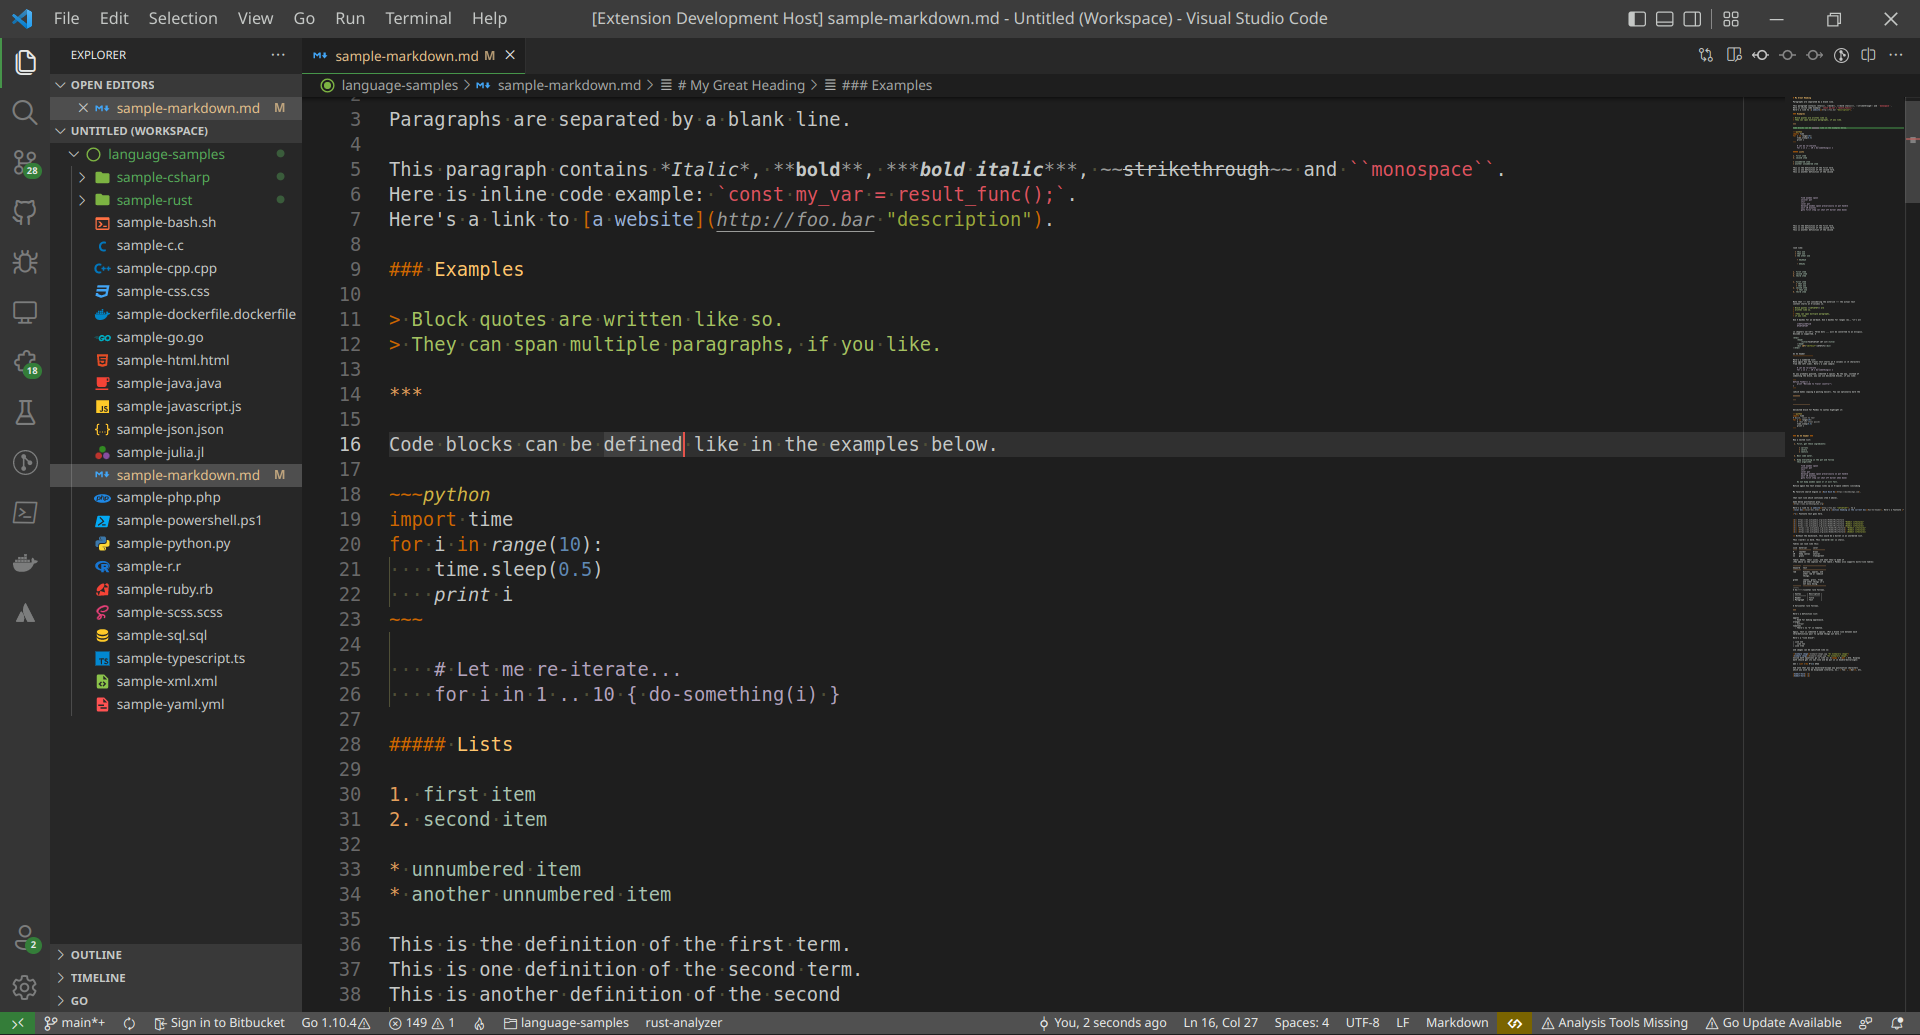 File Edit Selection View Go Run Terminal Help
[Extension Development Host] sample-markdown.md - Untitled (Workspace) - Visual Studio Code
EXPLORER
OPEN EDITORS
sample-markdown.md M
UNTITLED (WORKSPACE)
language-samples
sample-csharp
sample-rust
sample-bash.sh
sample-c.c
sample-cpp.cpp
sample-css.css
sample-dockerfile.dockerfile
sample-go.go
sample-html.html
sample-java.java
sample-javascript.js
sample-json.json
sample-julia.jl
sample-markdown.md M
sample-php.php
sample-powershell.ps1
sample-python.py
sample-r.r
sample-ruby.rb
sample-scss.scss
sample-sql.sql
sample-typescript.ts
sample-xml.xml
sample-yaml.yml
OUTLINE
TIMELINE
GO
28
18
2
sample-markdown.md M
language-samples > sample-markdown.md > # My Great Heading > ### Examples
2
3 Paragraphs are separated by a blank line.
4
5 This paragraph contains *Italic*, **bold**, ***bold italic***, ~~strikethrough~~ and ``monospace``.
6 Here is inline code example: `const my_var = result_func();`.
7 Here's a link to [a website](http://foo.bar "description").
8
9 ### Examples
10
11 > Block quotes are written like so.
12 > They can span multiple paragraphs, if you like.
13
14 ***
15
16 Code blocks can be defined like in the examples below.
17
18 ~~~python
19 import time
20 for i in range(10):
21     time.sleep(0.5)
22     print i
23 ~~~
24
25     # Let me re-iterate...
26     for i in 1 .. 10 { do-something(i) }
27
28 ##### Lists
29
30 1. first item
31 2. second item
32
33 * unnumbered item
34 * another unnumbered item
35
36 This is the definition of the first term.
37 This is one definition of the second term.
38 This is another definition of the second
main*+ Sign in to Bitbucket Go 1.10.4 149 1 language-samples rust-analyzer
You, 2 seconds ago Ln 16, Col 27 Spaces: 4 UTF-8 LF Markdown Analysis Tools Missing Go Update Available